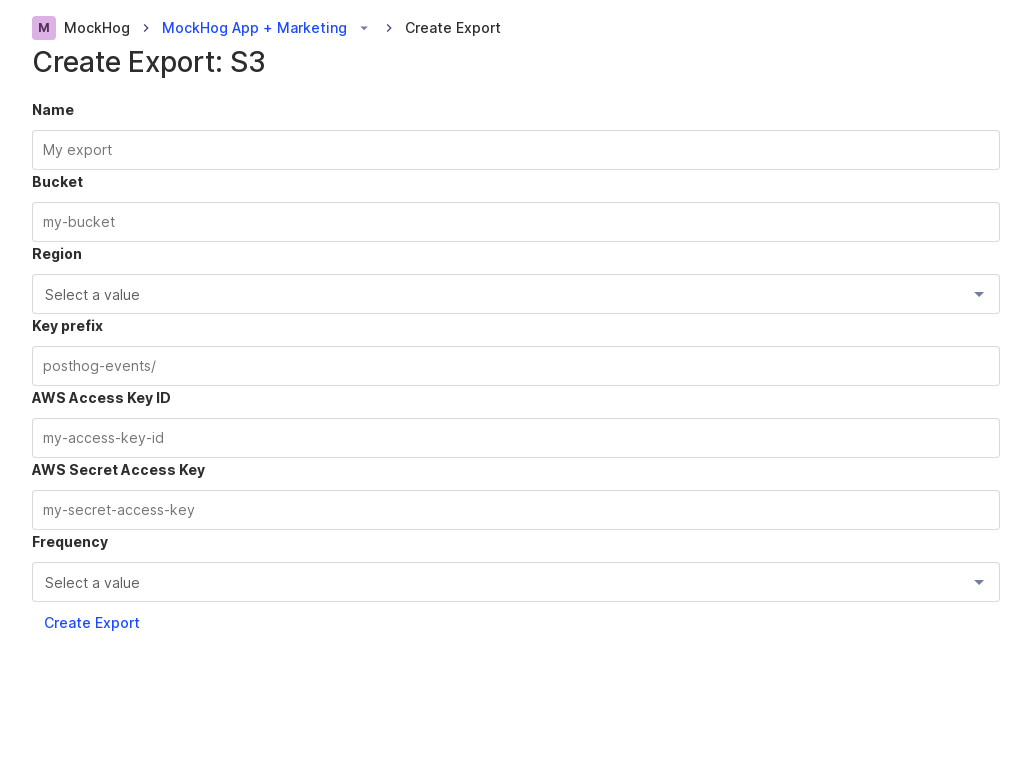 M MockHog MockHog App + Marketing Create Export
Create Export: S3
Name
My export
Bucket
my-bucket
Region
Select a value
Key prefix
posthog-events/
AWS Access Key ID
my-access-key-id
AWS Secret Access Key
my-secret-access-key
Frequency
Select a value
Create Export